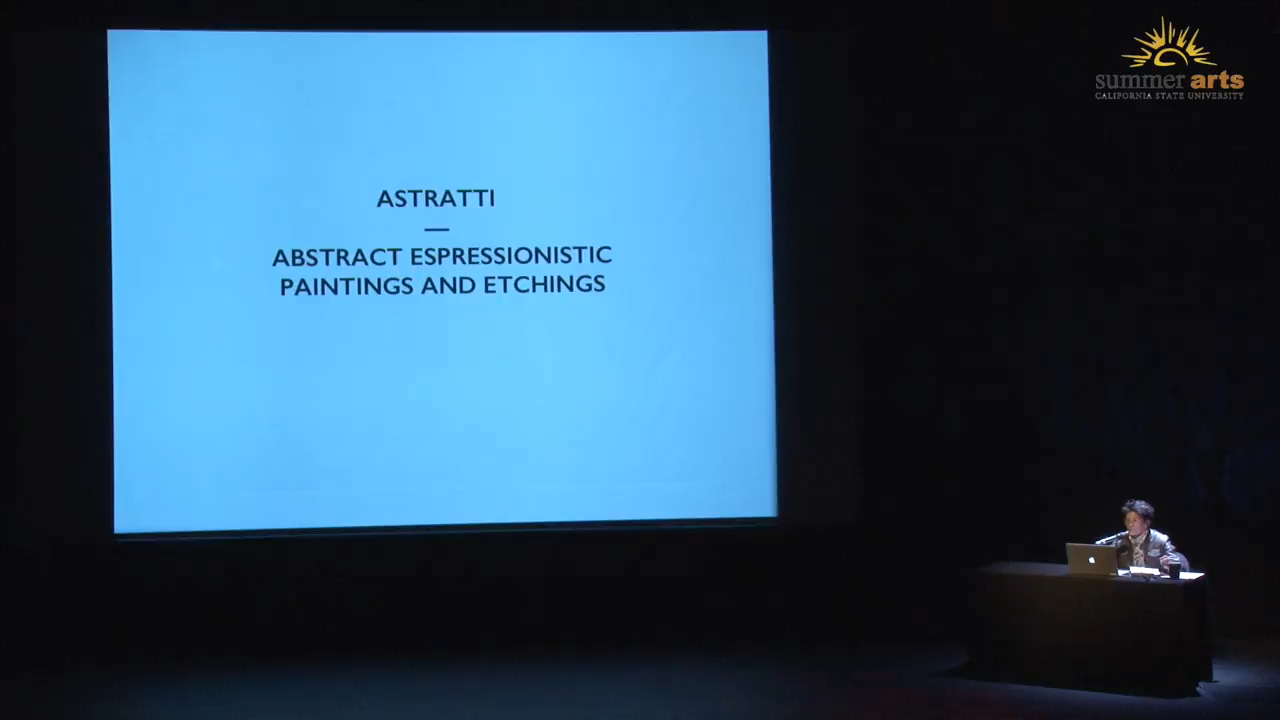 ASTRATTI
—
ABSTRACT ESPRESSIONISTIC
PAINTINGS AND ETCHINGS
summer arts
CALIFORNIA STATE UNIVERSITY